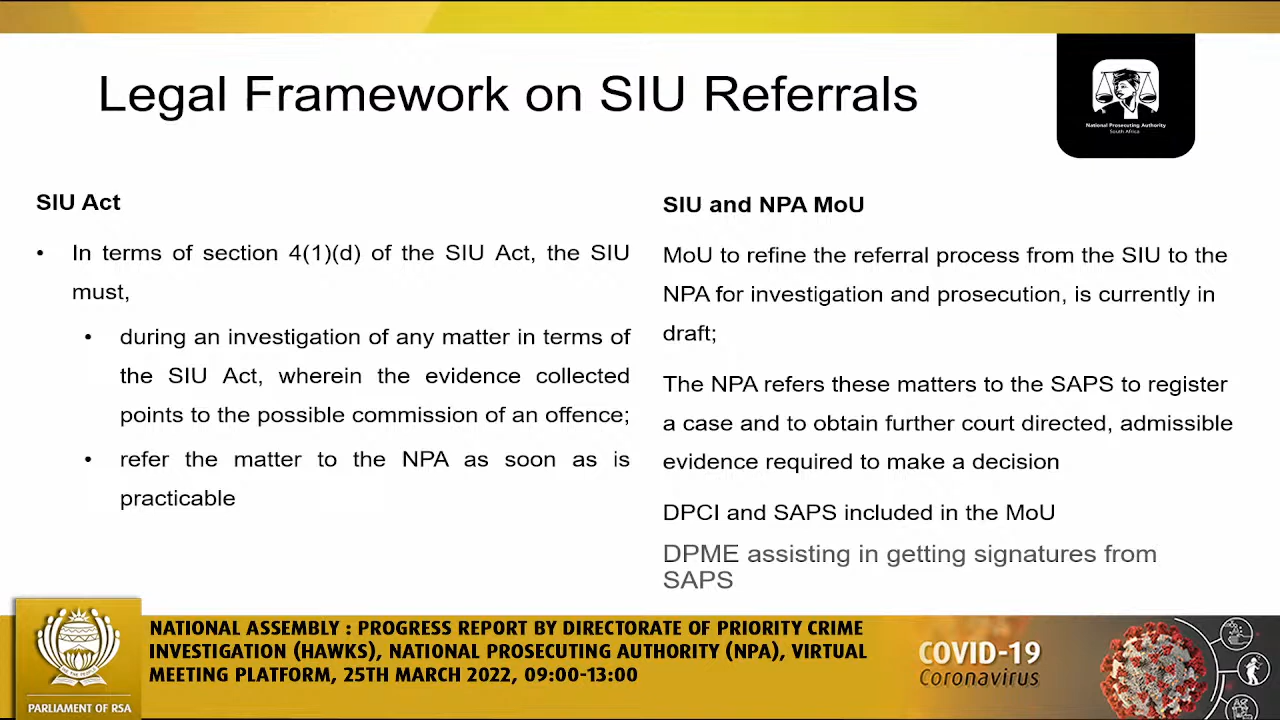 Legal Framework on SIU Referrals
National Prosecuting Authority
South Africa
SIU Act
• In terms of section 4(1)(d) of the SIU Act, the SIU
must,
• during an investigation of any matter in terms of
the SIU Act, wherein the evidence collected
points to the possible commission of an offence;
• refer the matter to the NPA as soon as is
practicable
SIU and NPA MoU
MoU to refine the referral process from the SIU to the
NPA for investigation and prosecution, is currently in
draft;
The NPA refers these matters to the SAPS to register
a case and to obtain further court directed, admissible
evidence required to make a decision
DPCI and SAPS included in the MoU
DPME assisting in getting signatures from
SAPS
PARLIAMENT OF RSA
NATIONAL ASSEMBLY : PROGRESS REPORT BY DIRECTORATE OF PRIORITY CRIME
INVESTIGATION (HAWKS), NATIONAL PROSECUTING AUTHORITY (NPA), VIRTUAL
MEETING PLATFORM, 25TH MARCH 2022, 09:00-13:00
COVID-19
Coronavirus